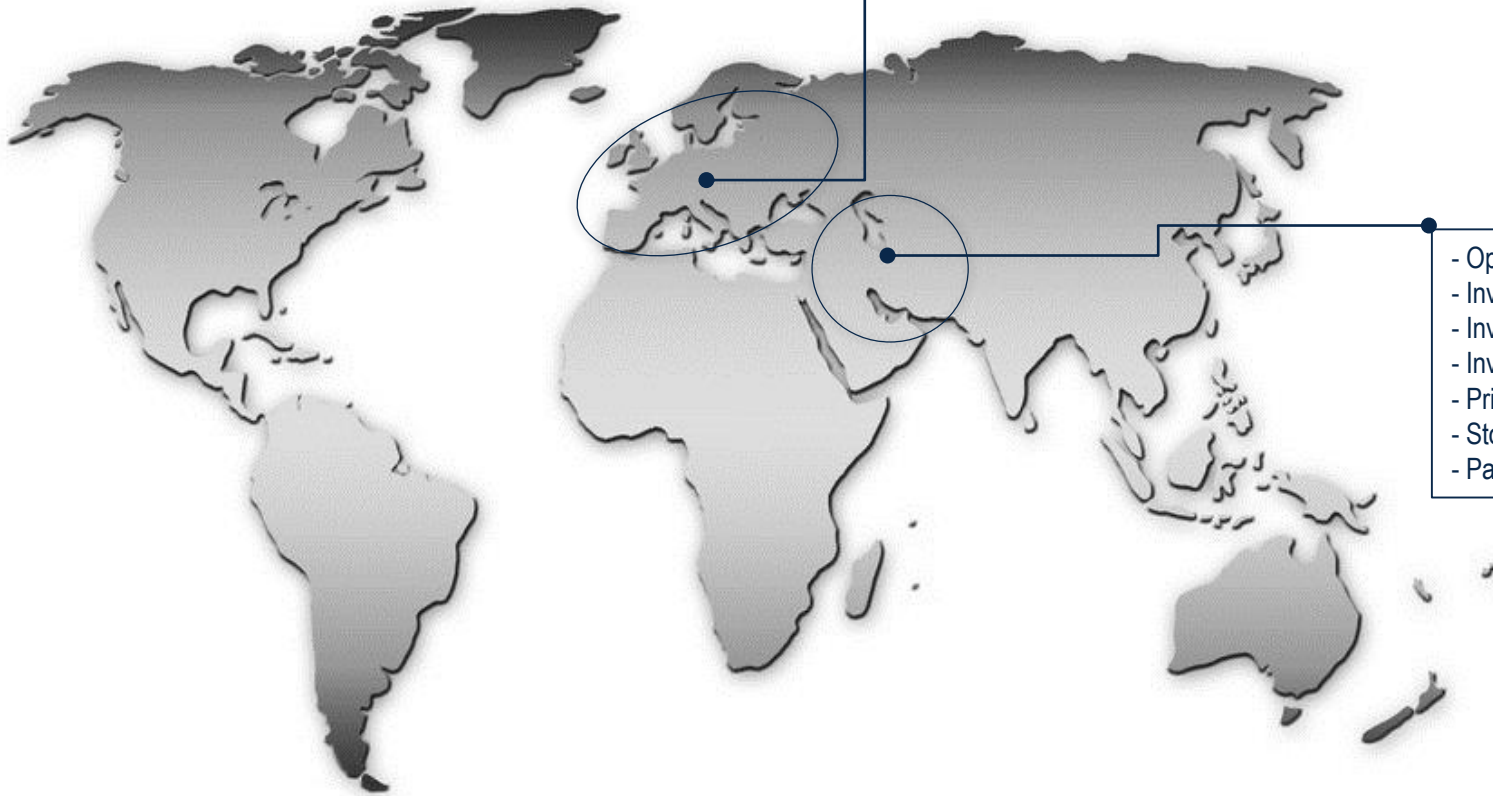 - Op
- Inv
- Inv
- Inv
- Pri
- Sto
- Pa